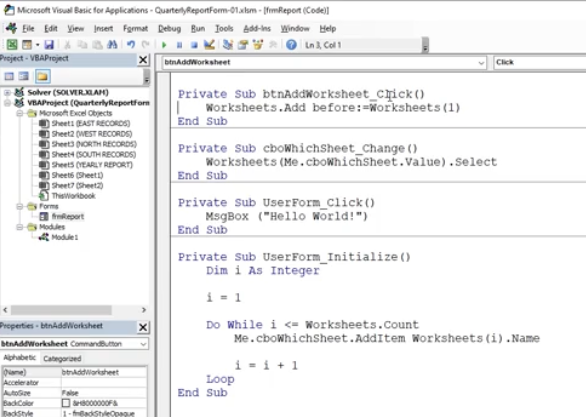 Microsoft Visual Basic for Applications - QuarterlyReportForm-01.xlsm - [frmReport (Code)]
File Edit View Insert Format Debug Run Tools Add-Ins Window Help
Ln 3, Col 1
Project - VBAProject
Solver (SOLVER.XLAM)
VBAProject (QuarterlyReportForm
Microsoft Excel Objects
Sheet1 (EAST RECORDS)
Sheet2 (WEST RECORDS)
Sheet3 (NORTH RECORDS)
Sheet4 (SOUTH RECORDS)
Sheet5 (YEARLY REPORT)
Sheet6 (Sheet1)
Sheet7 (Sheet2)
ThisWorkbook
Forms
frmReport
Modules
Module1
Properties - btnAddWorksheet
btnAddWorksheet CommandButton
Alphabetic Categorized
(Name) btnAddWorksheet
Accelerator
AutoSize False
BackColor &H8000000F&
BackStyle 1 - fmBackStyleOpaque
btnAddWorksheet Click
Private Sub btnAddWorksheet_Click()
Worksheets.Add before:=Worksheets(1)
End Sub
Private Sub cboWhichSheet_Change()
Worksheets(Me.cboWhichSheet.Value).Select
End Sub
Private Sub UserForm_Click()
MsgBox ("Hello World!")
End Sub
Private Sub UserForm_Initialize()
Dim i As Integer
i = 1
Do While i <= Worksheets.Count
Me.cboWhichSheet.AddItem Worksheets(i).Name
i = i + 1
Loop
End Sub